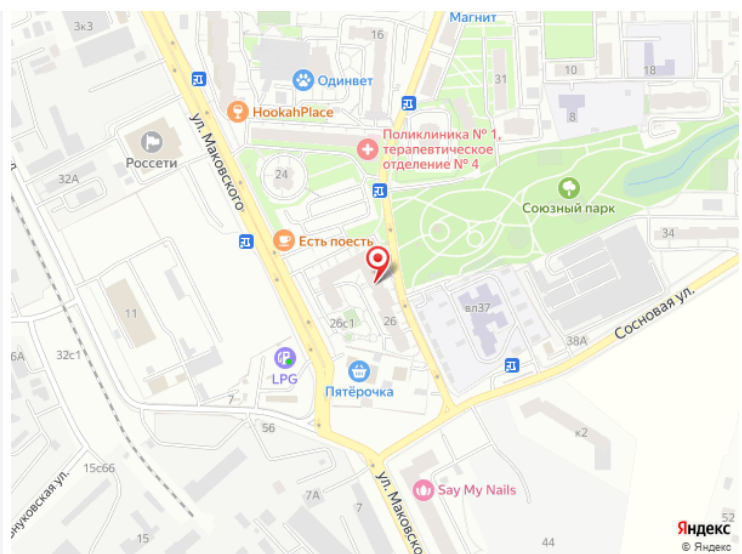 Магнит
3к3
16
Одинвет
31
10
18
HookahPlace
8
Поликлиника № 1,
терапевтическое
отделение № 4
Россети
ул. Маковского
32А
24
Союзный парк
34
Есть поесть
11
26с1
26
вл37
Сосновая ул.
38А
6А
32с1
LPG
Пятёрочка
7
56
к2
15с66
7А
7
ул. Маковского
Say My Nails
44
52
Яндекс
© Яндекс